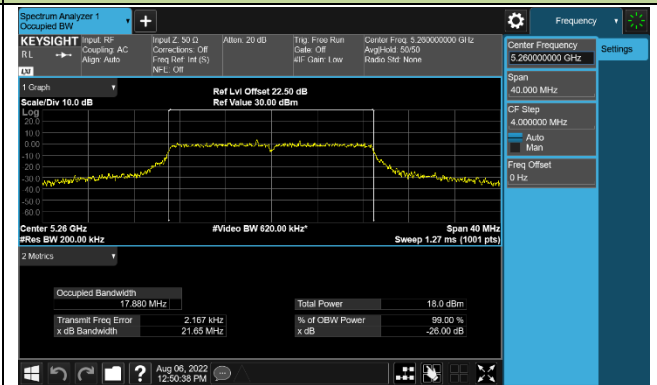 Spectrum Analyzer 1
Occupied BW
Frequency
KEYSIGHT
RL
LXI
Input: RF
Coupling: AC
Align: Auto
Input Z: 50 Ω
Corrections: Off
Freq Ref: Int (S)
NFE: Off
Atten: 20 dB
Trig: Free Run
Gate: Off
#IF Gain: Low
Center Freq: 5.260000000 GHz
Avg|Hold: 50/50
Radio Std: None
Center Frequency
5.260000000 GHz
Settings
Span
40.000 MHz
CF Step
4.000000 MHz
Auto
Man
Freq Offset
0 Hz
1 Graph
Scale/Div 10.0 dB
Ref Lvl Offset 22.50 dB
Ref Value 30.00 dBm
Log
20.0
10.0
0.00
-10.0
-20.0
-30.0
-40.0
-50.0
-60.0
Center 5.26 GHz
#Res BW 200.00 kHz
#Video BW 620.00 kHz*
Span 40 MHz
Sweep 1.27 ms (1001 pts)
2 Metrics
Occupied Bandwidth
17.880 MHz
Total Power 18.0 dBm
Transmit Freq Error 2.167 kHz
% of OBW Power 99.00 %
x dB Bandwidth 21.65 MHz
x dB -26.00 dB
?
Aug 06, 2022
12:50:38 PM